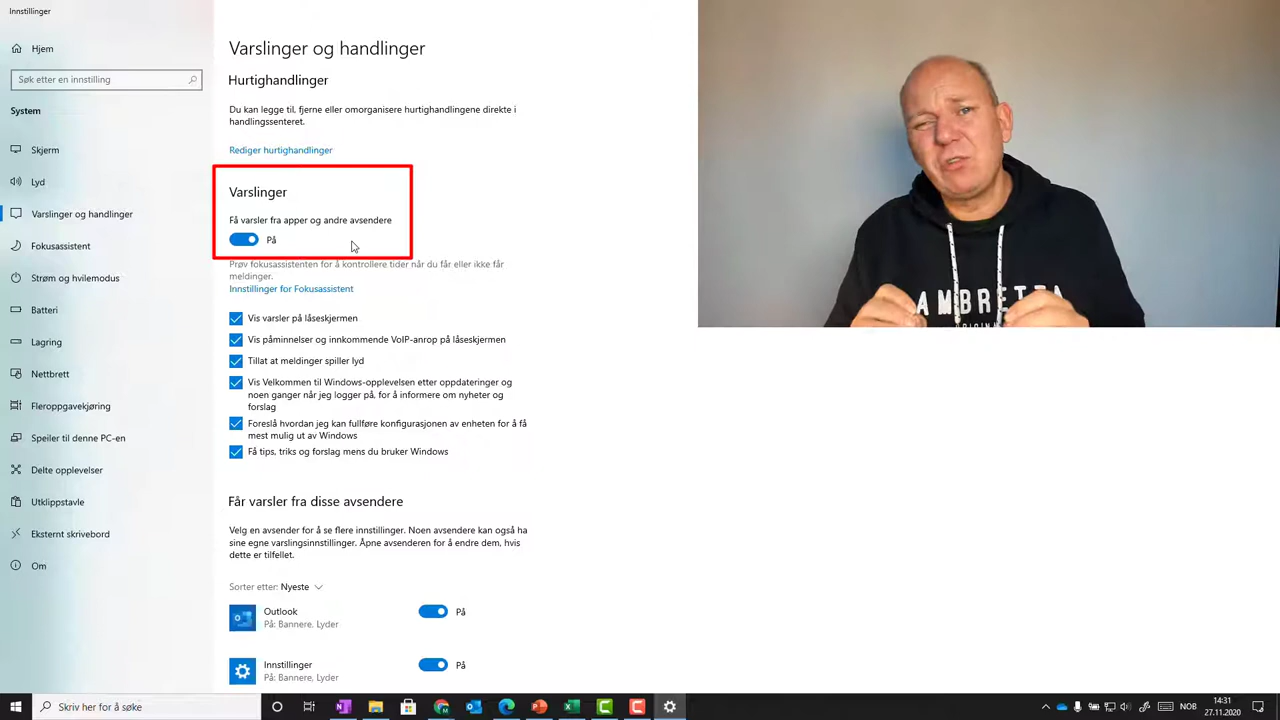 Innstillinger
Hjem
Søk etter en innstilling
System
Skjerm
Lyd
Varslinger og handlinger
Fokusassistent
Strøm og hvilemodus
Batteri
Lagring
Nettbrett
Fleroppgavekjøring
Speiler til denne PC-en
Delte opplevelser
Utklippstavle
Eksternt skrivebord
Om
Varslinger og handlinger
Hurtighandlinger
Du kan legge til, fjerne eller omorganisere hurtighandlingene direkte i
handlingssenteret.
Rediger hurtighandlinger
Varslinger
Få varsler fra apper og andre avsendere
På
Prøv fokusassistenten for å kontrollere tider når du får eller ikke får
meldinger.
Innstillinger for Fokusassistent
Vis varsler på låseskjermen
Vis påminnelser og innkommende VoIP-anrop på låseskjermen
Tillat at meldinger spiller lyd
Vis Velkommen til Windows-opplevelsen etter oppdateringer og
noen ganger når jeg logger på, for å informere om nyheter og
forslag
Foreslå hvordan jeg kan fullføre konfigurasjonen av enheten for å få
mest mulig ut av Windows
Få tips, triks og forslag mens du bruker Windows
Får varsler fra disse avsendere
Velg en avsender for å se flere innstillinger. Noen avsendere kan også ha
sine egne varslingsinnstillinger. Åpne avsenderen for å endre dem, hvis
dette er tilfellet.
Sorter etter: Nyeste
Outlook
På: Bannere, Lyder
På
Innstillinger
På: Bannere, Lyder
På
AMBRETTA
ORIGINA
Skriv her for å søke
NOB
14:31
27.11.2020